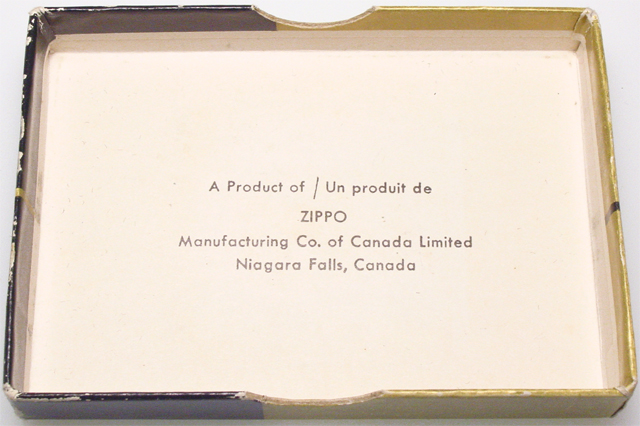 A Product of / Un produit de
ZIPPO
Manufacturing Co. of Canada Limited
Niagara Falls, Canada